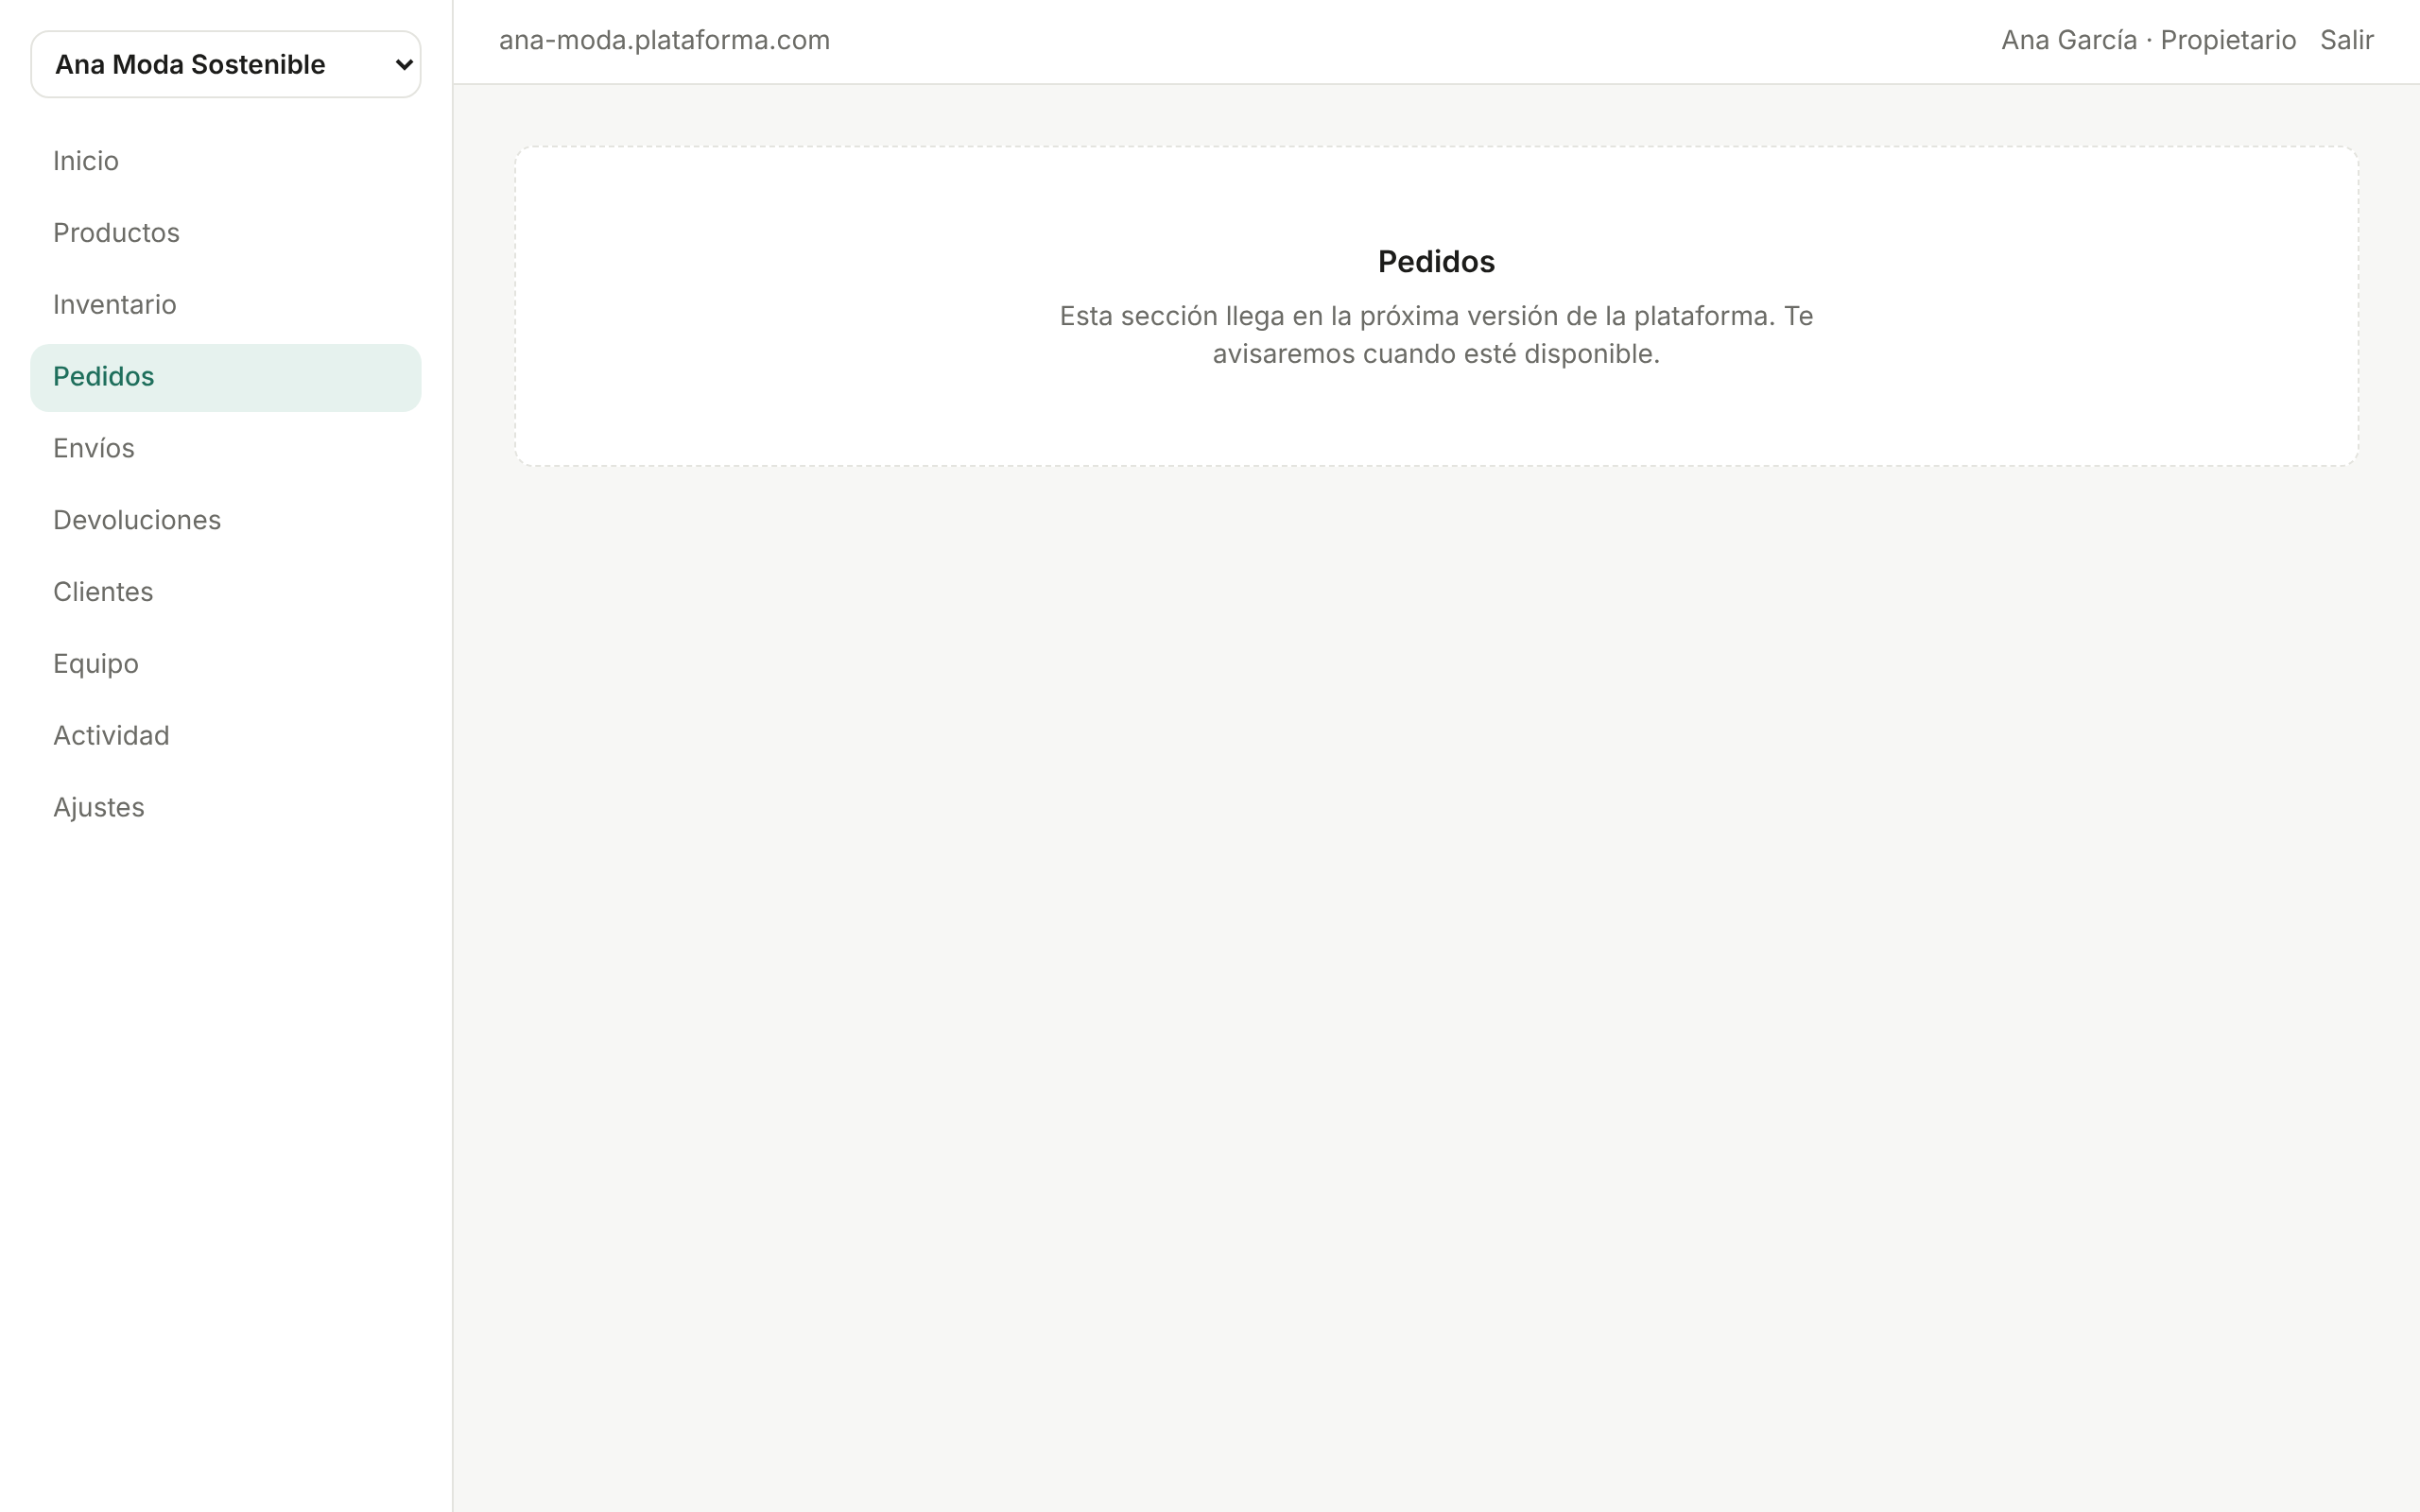 Ana Moda Sostenible
Inicio
Productos
Inventario
Pedidos
Envíos
Devoluciones
Clientes
Equipo
Actividad
Ajustes
ana-moda.plataforma.com
Ana García · Propietario
Salir
Pedidos
Esta sección llega en la próxima versión de la plataforma. Te
avisaremos cuando esté disponible.